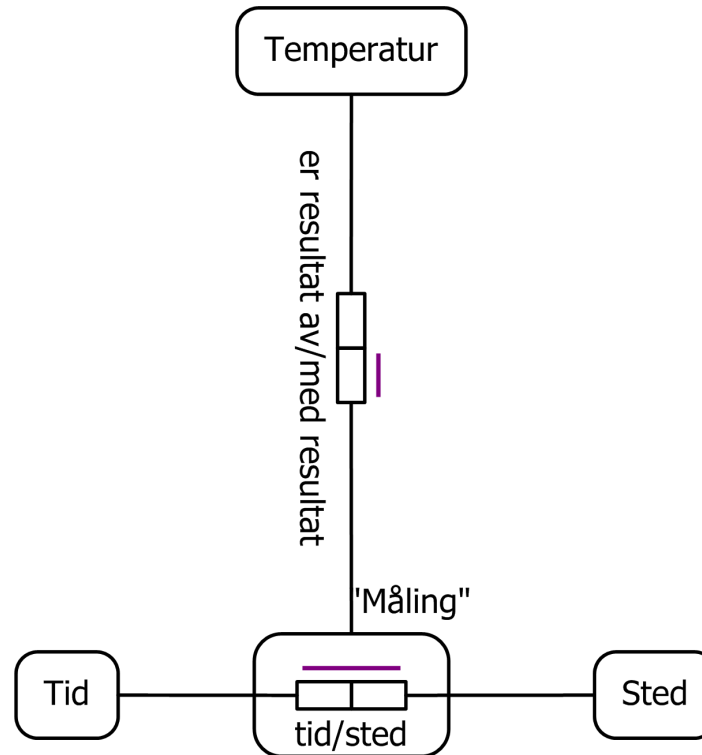 Temperatur
er resultat av/med resultat
'Måling"
Tid
tid/sted
Sted